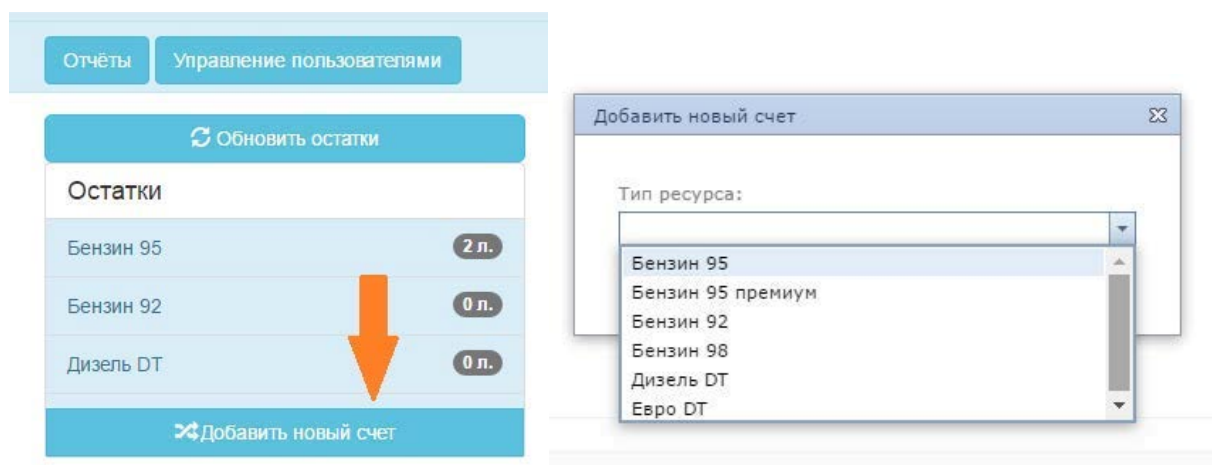 Отчёты
Управление пользователями
Обновить остатки
Остатки
Бензин 95
2 л.
Бензин 92
0 л.
Дизель DT
0 л.
Добавить новый счет
Добавить новый счет
Тип ресурса:
Бензин 95
Бензин 95 премиум
Бензин 92
Бензин 98
Дизель DT
Евро DT